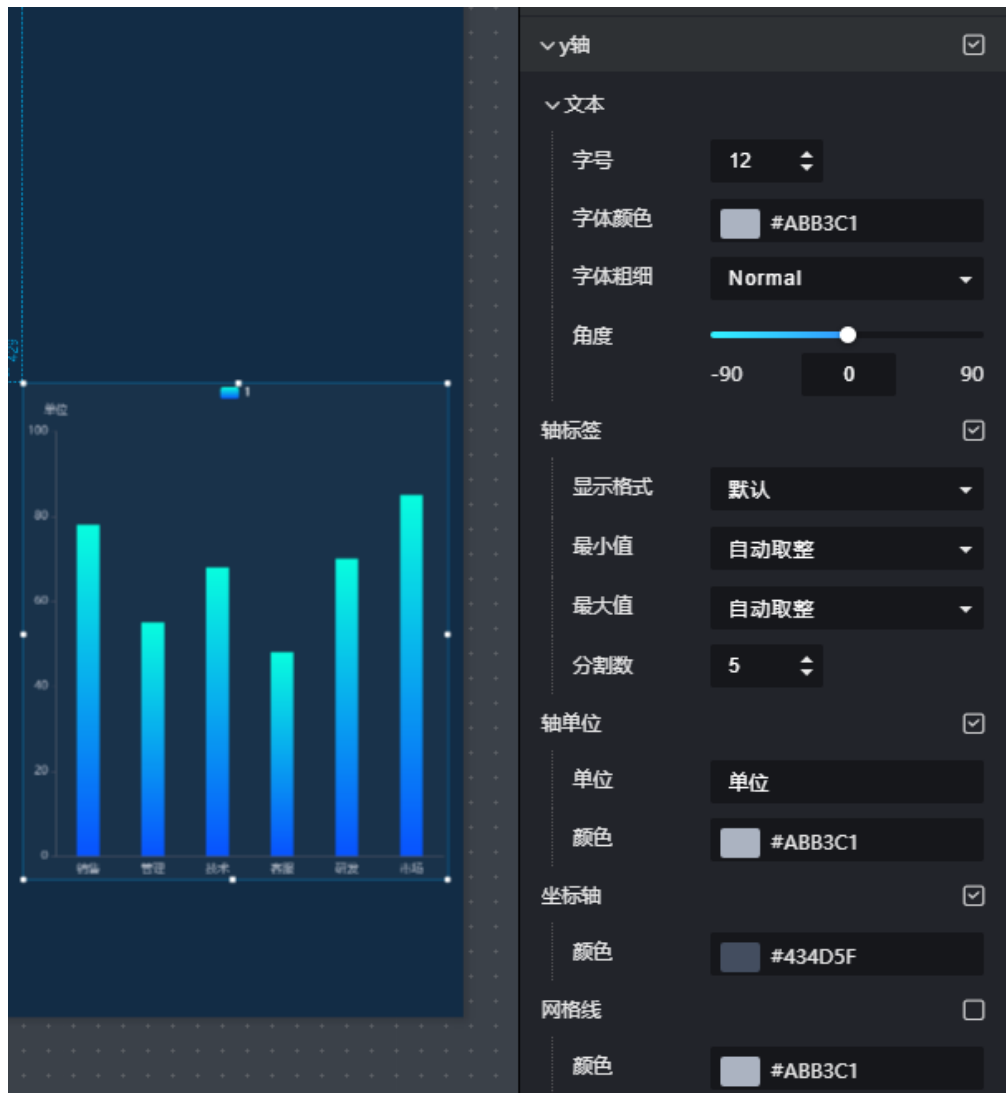 429
1
单位
100
80
60
40
20
0
销售 管理 技术 客服 研发 市场
y轴
文本
字号 12
字体颜色 #ABB3C1
字体粗细 Normal
角度
-90 0 90
轴标签
显示格式 默认
最小值 自动取整
最大值 自动取整
分割数 5
轴单位
单位 单位
颜色 #ABB3C1
坐标轴
颜色 #434D5F
网格线
颜色 #ABB3C1